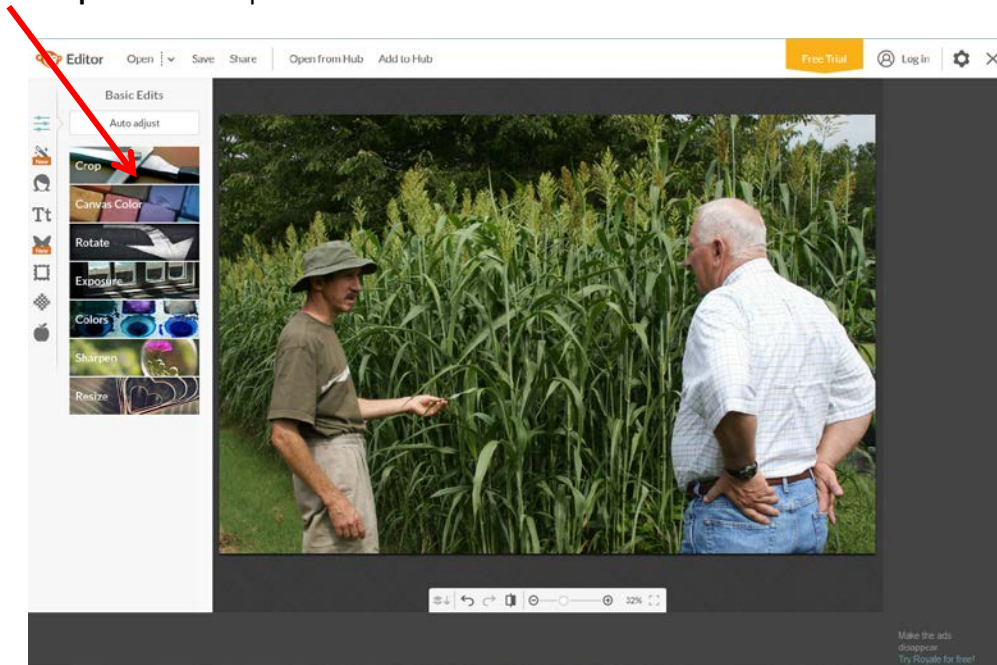 Editor Open Save Share Open from Hub Add to Hub Free Trial Log in
Basic Edits
Auto adjust
New
Crop
Canvas Color
Tt
Rotate
New
Exposure
Colors
Sharpen
Resize
32%
Make the ads
disappear
Try Royale for free!